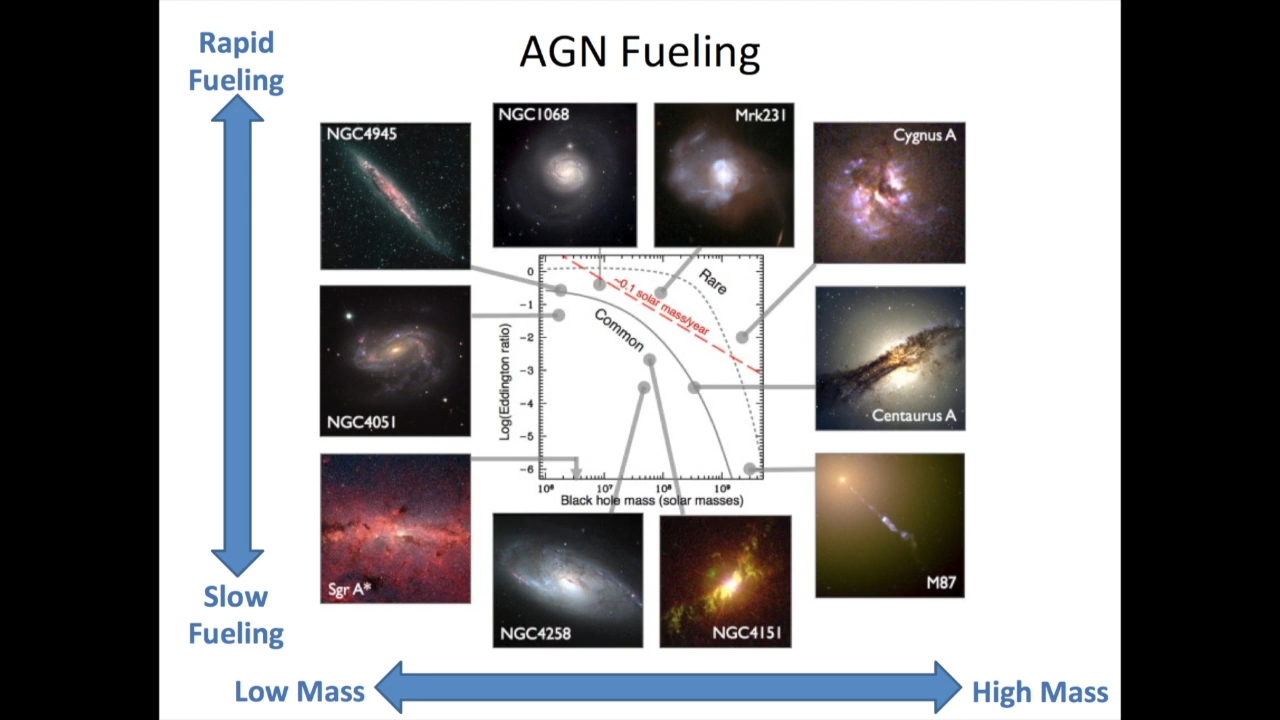 Rapid
Fueling
AGN Fueling
NGC4945
NGC1068
Mrk231
Cygnus A
NGC4051
Centaurus A
Sgr A*
NGC4258
NGC4151
M87
Rare
~0.1 solar mass/year
Common
Log(Eddington ratio)
0
-1
-2
-3
-4
-5
-6
10⁶ 10⁷ 10⁸ 10⁹
Black hole mass (solar masses)
Slow
Fueling
Low Mass
High Mass